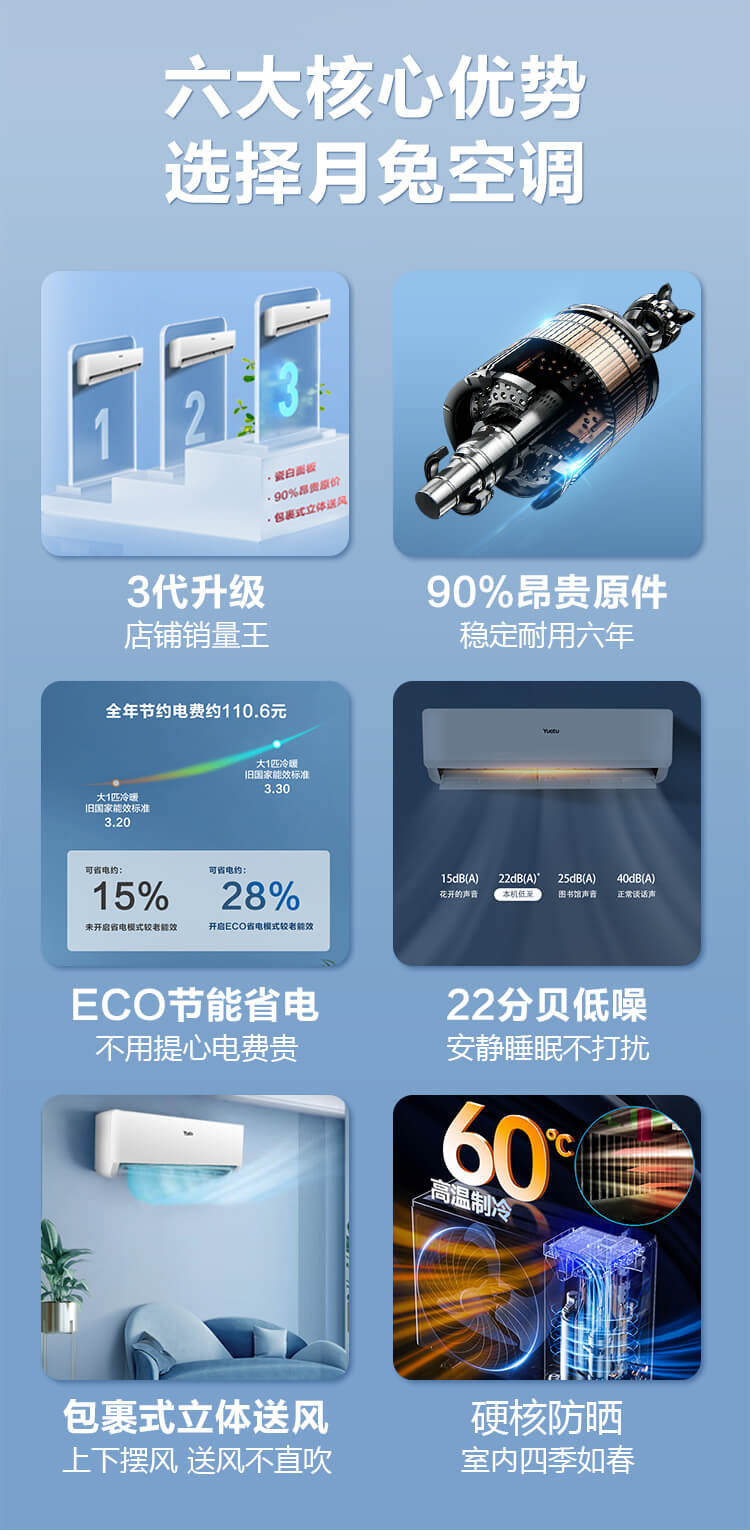 六大核心优势
选择月兔空调
1
2
3
·瓷白面板
·90%昂贵原价
·包裹式立体送风
3代升级
店铺销量王
90%昂贵原件
稳定耐用六年
全年节约电费约110.6元
大1匹冷暖
旧国家能效标准
3.30
大1匹冷暖
旧国家能效标准
3.20
可省电约：
15%
未开启省电模式较老能效
可省电约：
28%
开启ECO省电模式较老能效
ECO节能省电
不用提心电费贵
Yuetu
15dB(A)
花开的声音
22dB(A)*
本机低至
25dB(A)
图书馆声音
40dB(A)
正常谈话声
22分贝低噪
安静睡眠不打扰
Yuetu
包裹式立体送风
上下摆风 送风不直吹
60℃
高温制冷
硬核防晒
室内四季如春